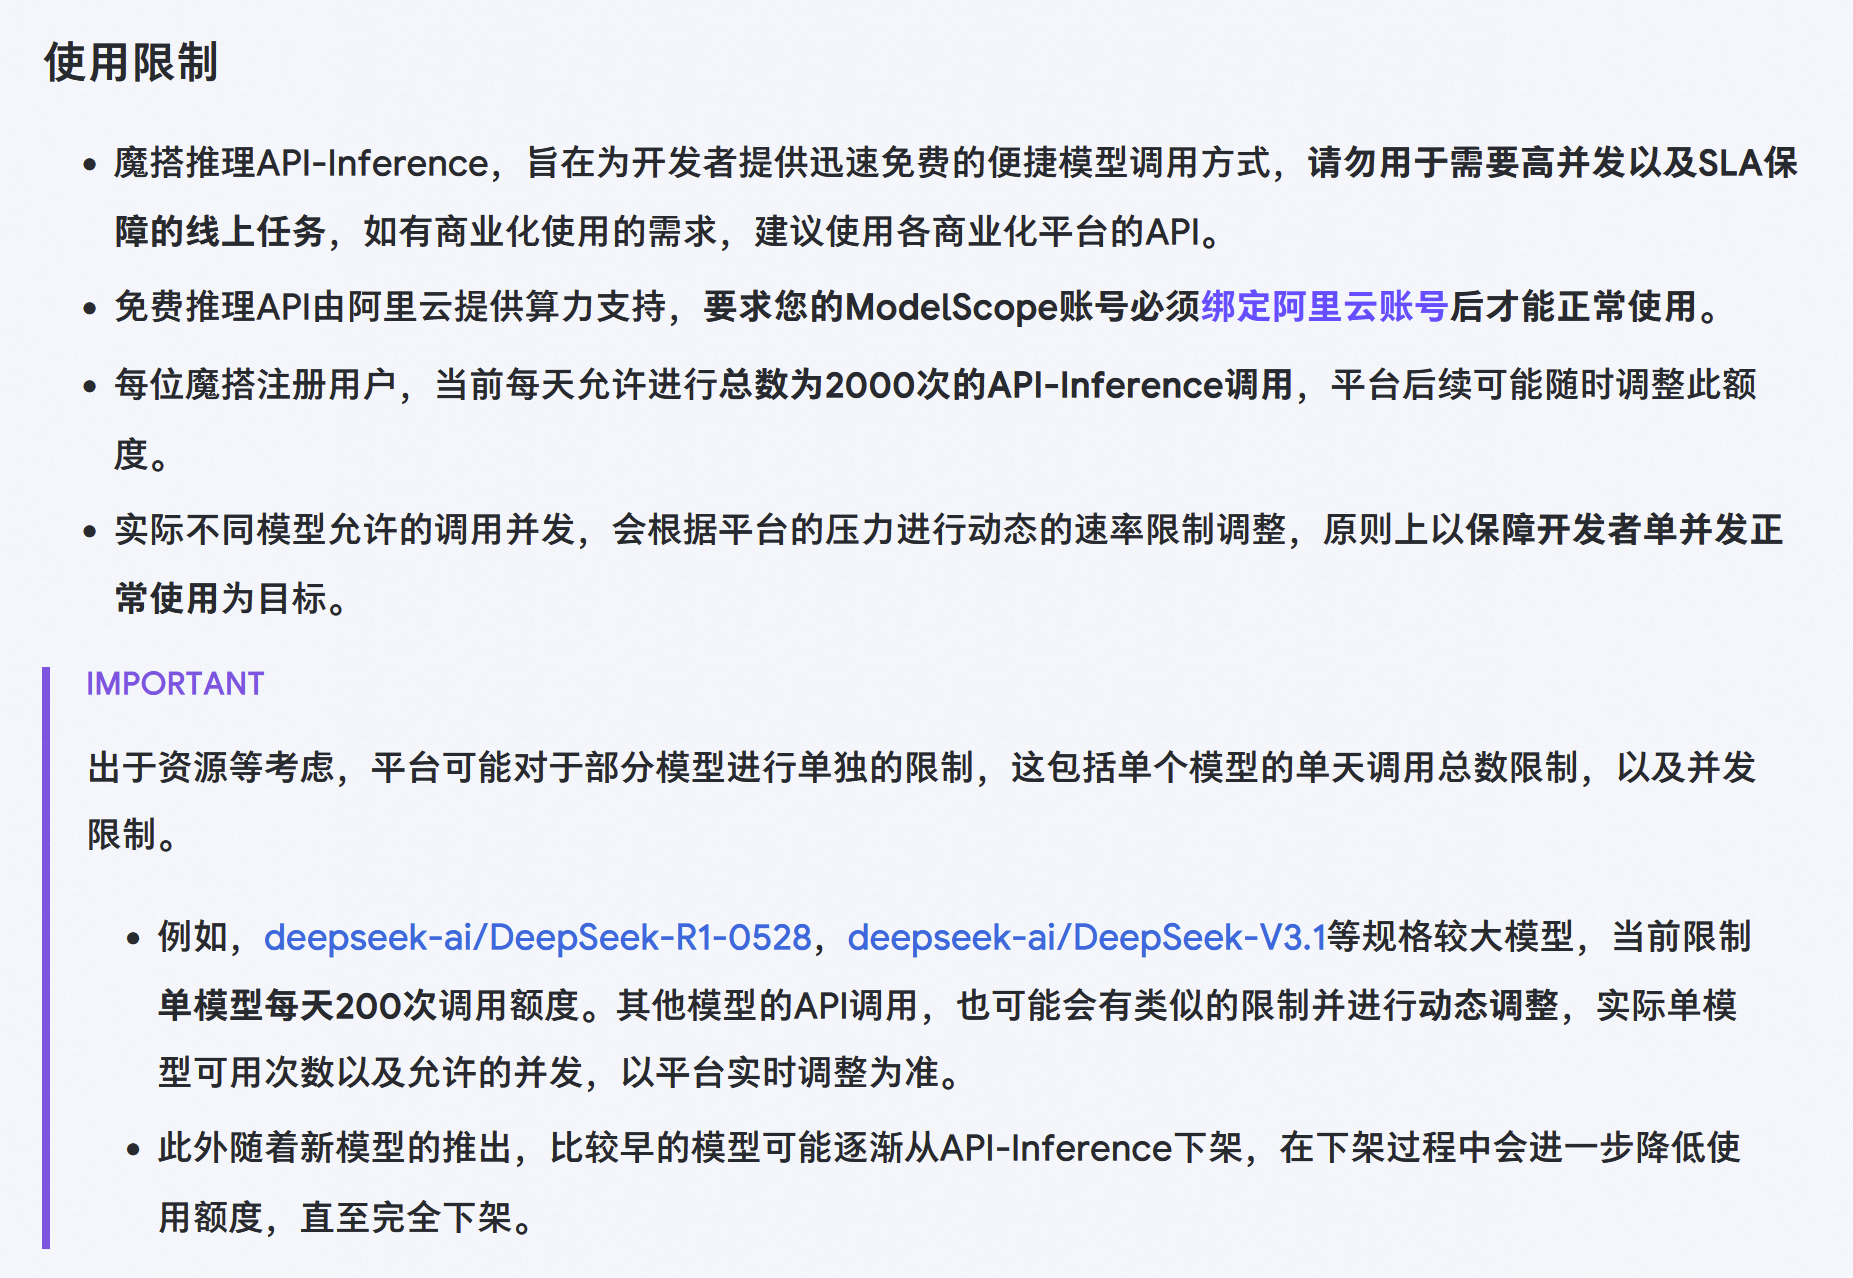 使用限制
• 魔搭推理API-Inference，旨在为开发者提供迅速免费的便捷模型调用方式，请勿用于需要高并发以及SLA保
障的线上任务，如有商业化使用的需求，建议使用各商业化平台的API。
• 免费推理API由阿里云提供算力支持，要求您的ModelScope账号必须绑定阿里云账号后才能正常使用。
• 每位魔搭注册用户，当前每天允许进行总数为2000次的API-Inference调用，平台后续可能随时调整此额
度。
• 实际不同模型允许的调用并发，会根据平台的压力进行动态的速率限制调整，原则上以保障开发者单并发正
常使用为目标。
IMPORTANT
出于资源等考虑，平台可能对于部分模型进行单独的限制，这包括单个模型的单天调用总数限制，以及并发
限制。
• 例如，deepseek-ai/DeepSeek-R1-0528，deepseek-ai/DeepSeek-V3.1等规格较大模型，当前限制
单模型每天200次调用额度。其他模型的API调用，也可能会有类似的限制并进行动态调整，实际单模
型可用次数以及允许的并发，以平台实时调整为准。
• 此外随着新模型的推出，比较早的模型可能逐渐从API-Inference下架，在下架过程中会进一步降低使
用额度，直至完全下架。